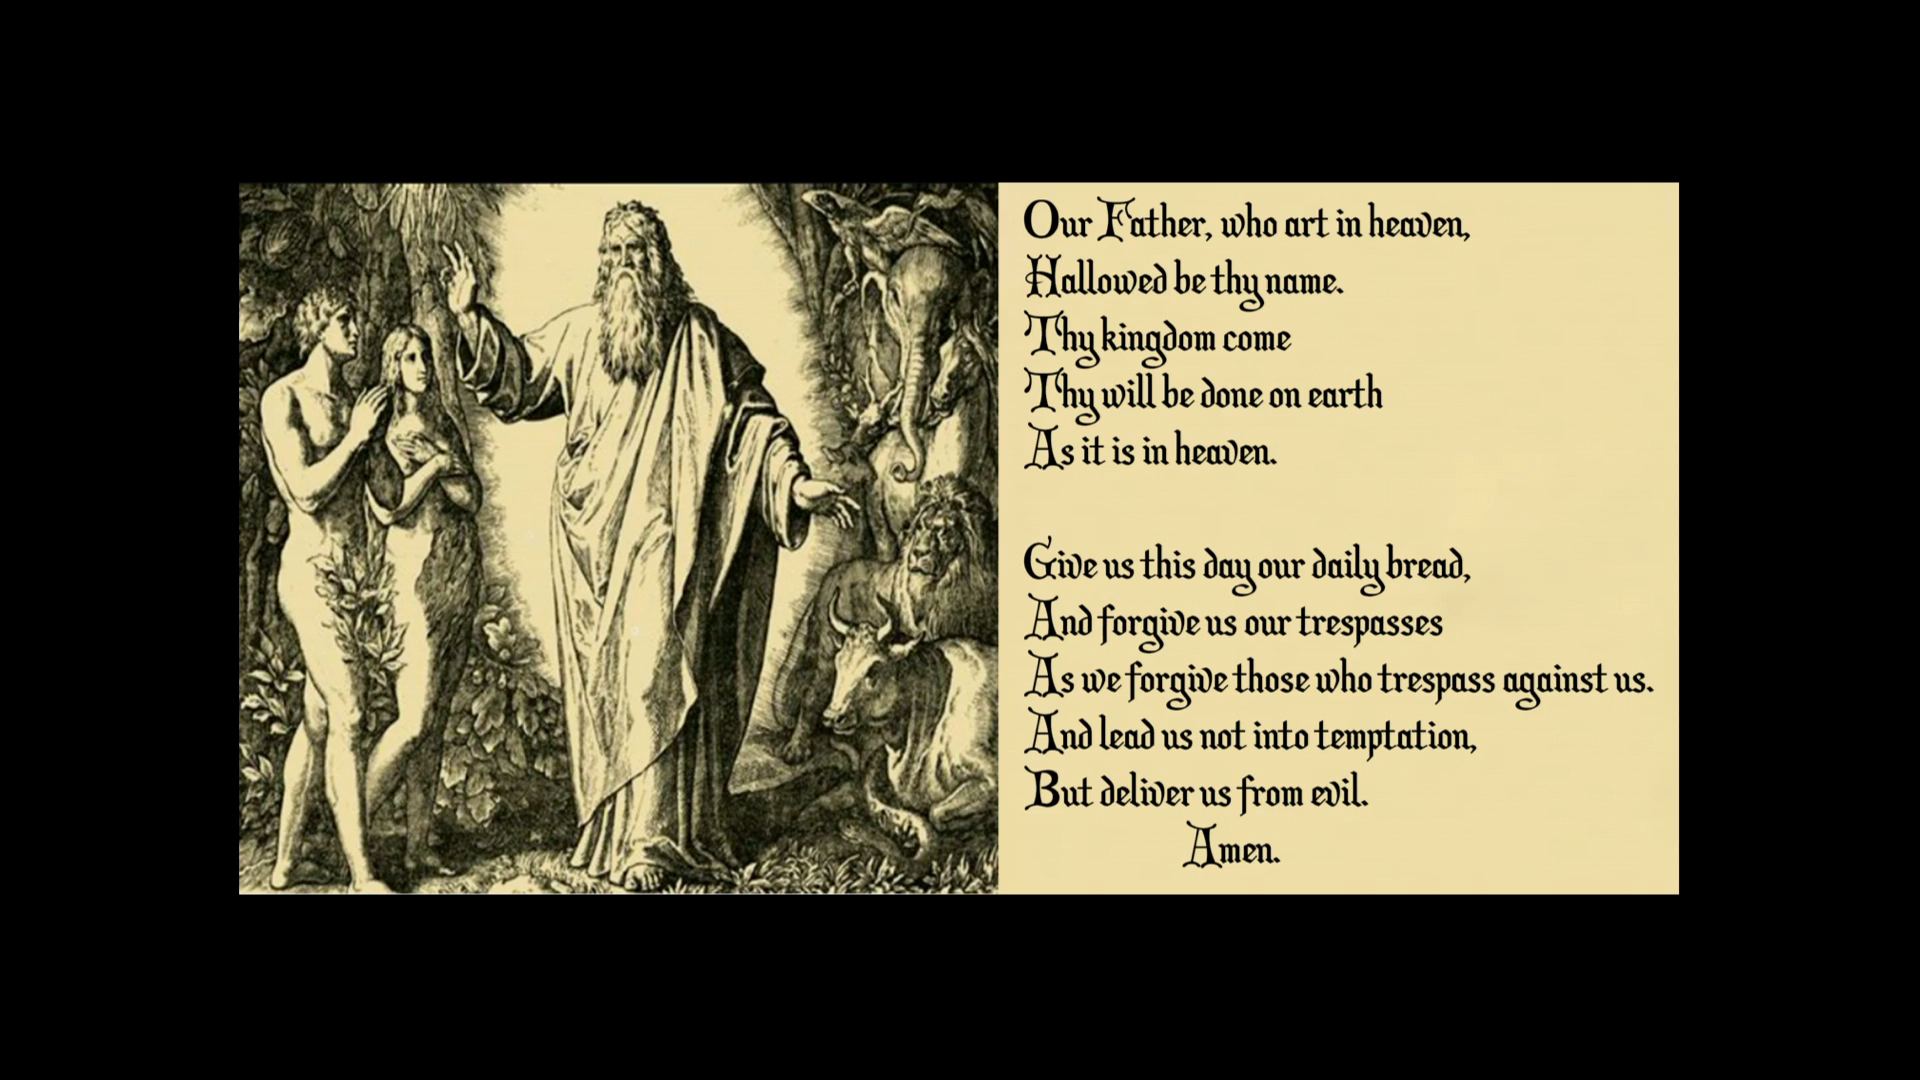 Our Father, who art in heaven,
Hallowed be thy name.
Thy kingdom come
Thy will be done on earth
As it is in heaven.
Give us this day our daily bread,
And forgive us our trespasses
As we forgive those who trespass against us.
And lead us not into temptation,
But deliver us from evil.
Amen.